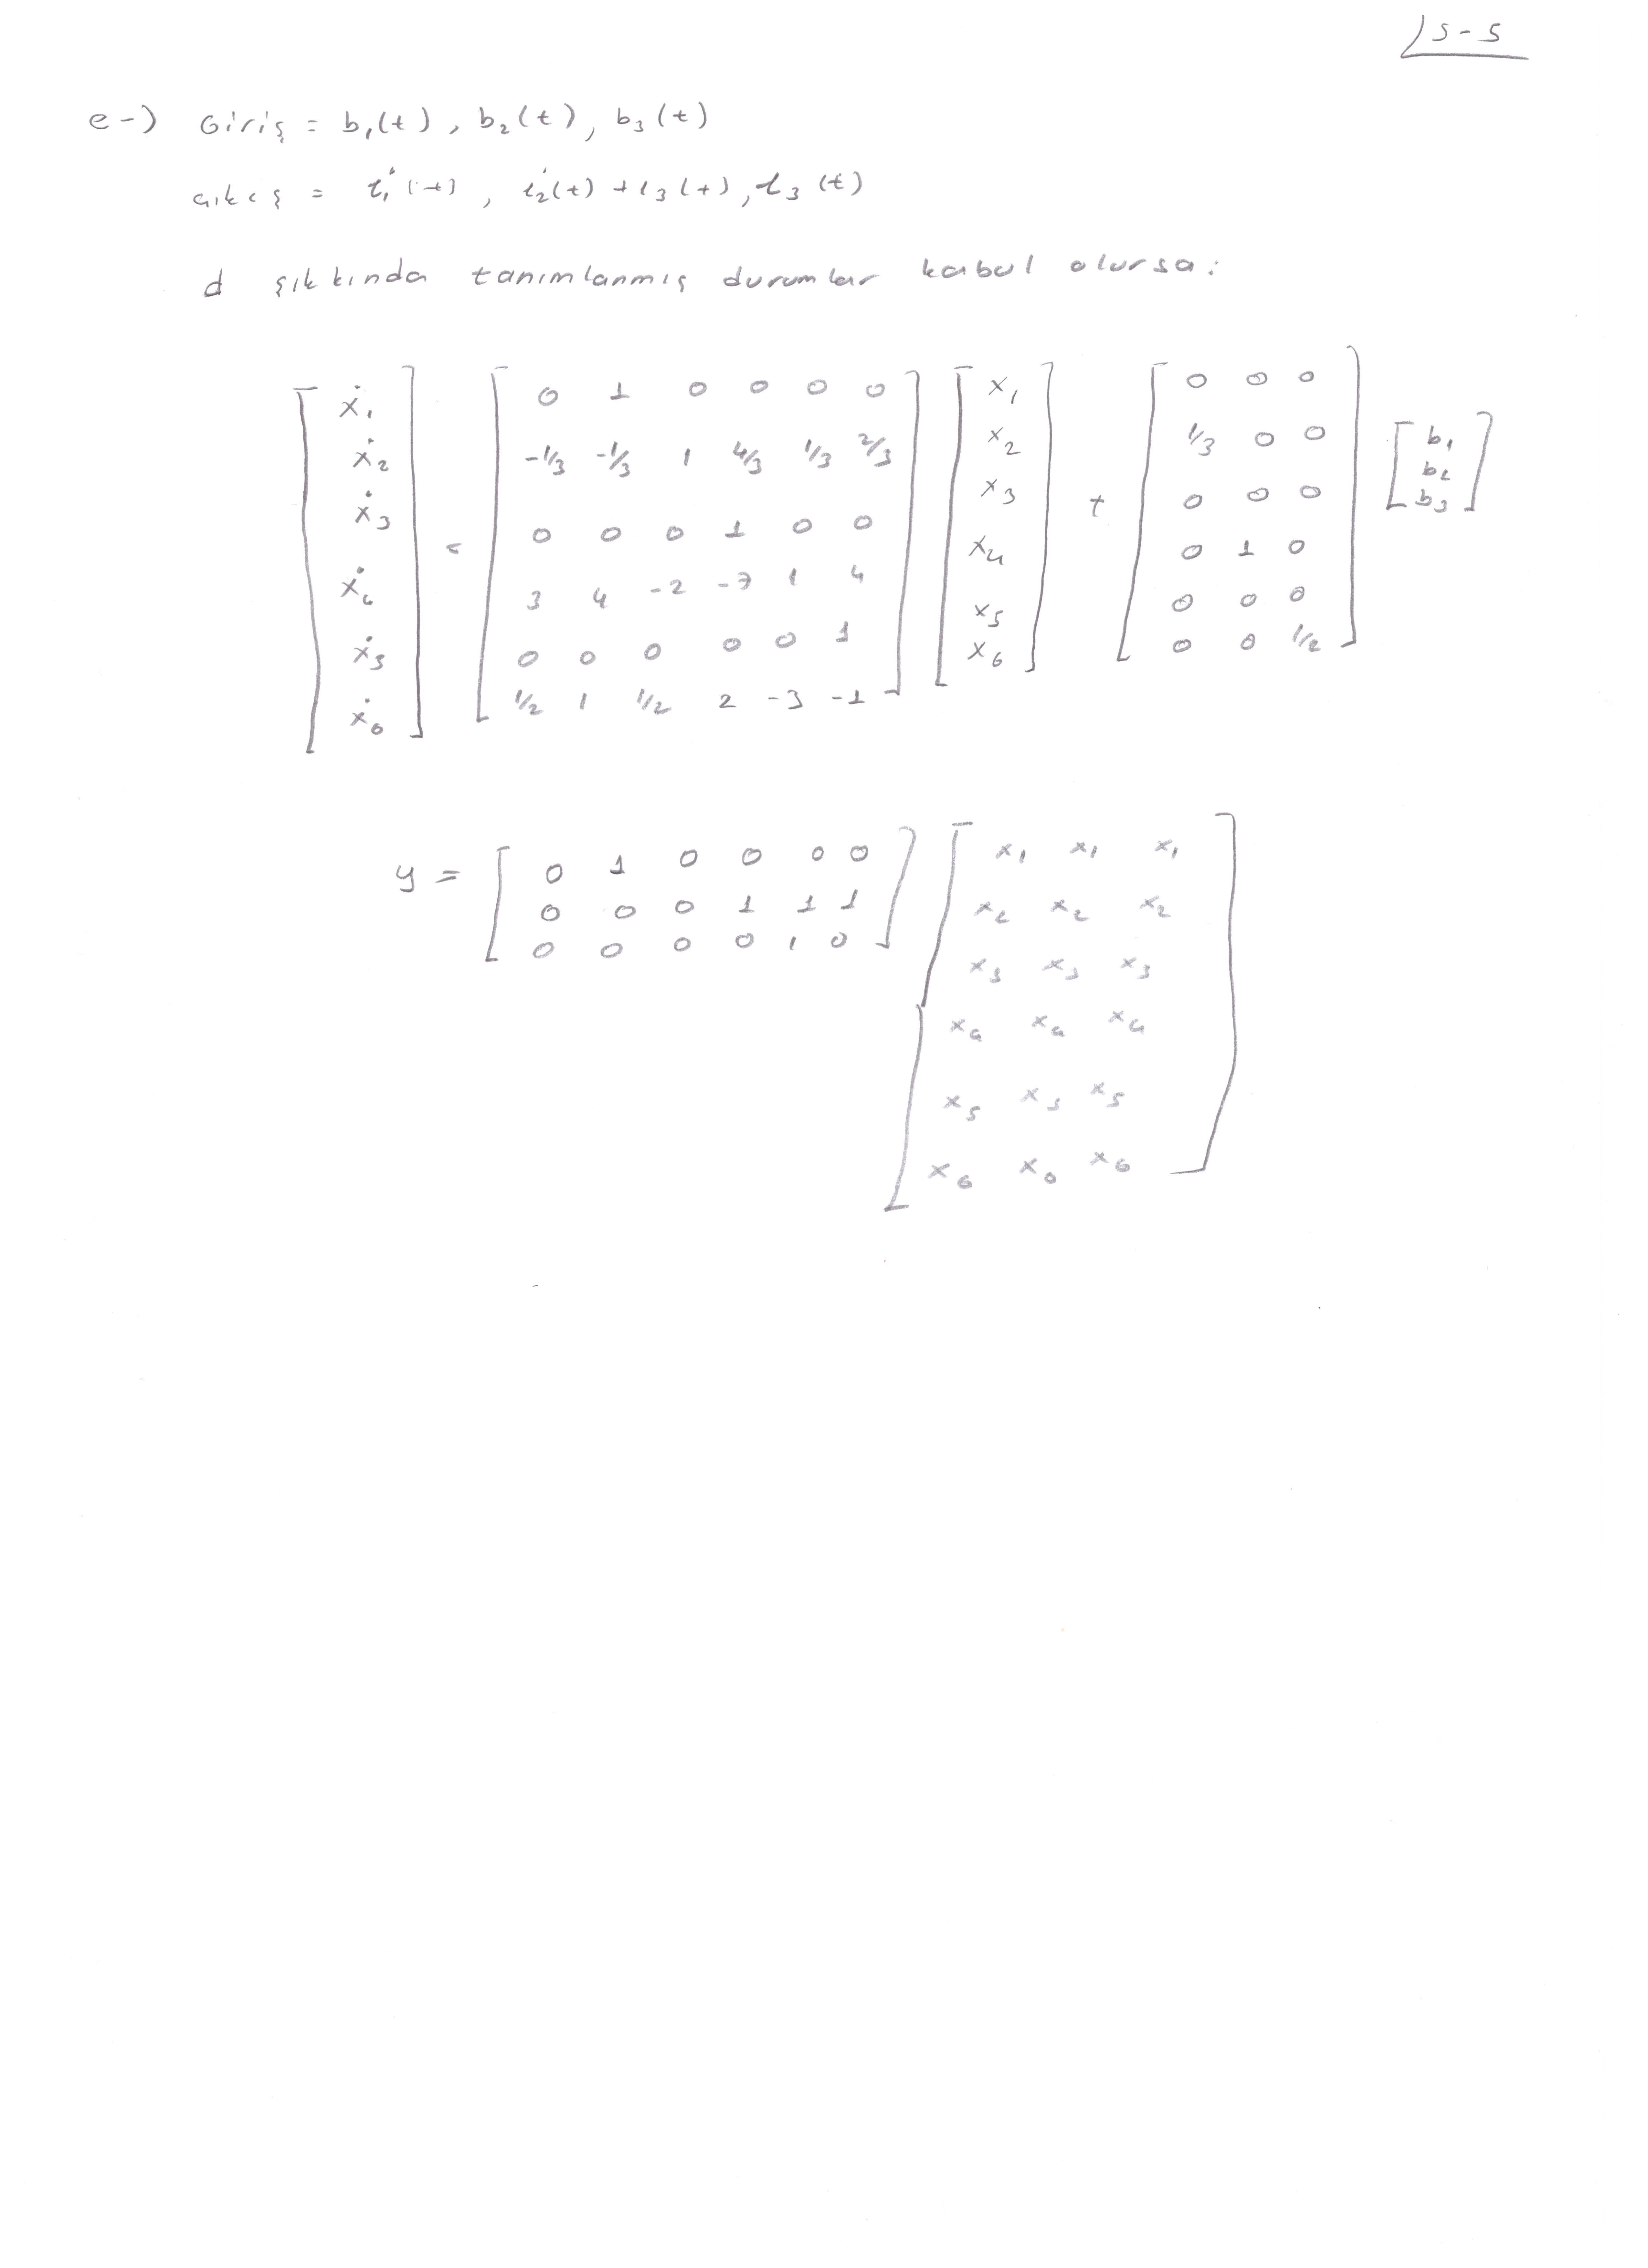 5-5
e-) Giriş = b₁(t), b₂(t), b₃(t)
çıkış = i₁(t), i₂(t) + i₃(t), i₃(t)
d şıkkında tanımlanmış durumlar kabul olursa:
[ẋ₁ ẋ₂ ẋ₃ ẋ₄ ẋ₅ ẋ₆] = [
0 1 0 0 0 0
-1/3 -1/3 1 4/3 1/3 2/3
0 0 0 1 0 0
3 4 -2 -7 1 4
0 0 0 0 0 1
1/2 1 1/2 2 -3 -1
] [x₁ x₂ x₃ x₄ x₅ x₆] + [
0 0 0
1/3 0 0
0 0 0
0 1 0
0 0 0
0 0 1/2
] [b₁ b₂ b₃]
y = [
0 1 0 0 0 0
0 0 0 1 1 1
0 0 0 0 1 0
] [
x₁ x₁ x₁
x₂ x₂ x₂
x₃ x₃ x₃
x₄ x₄ x₄
x₅ x₅ x₅
x₆ x₆ x₆
]